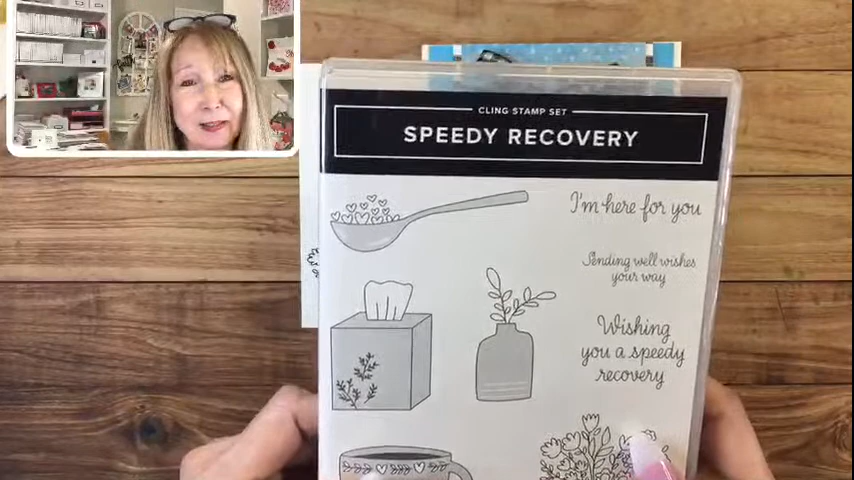 CLING STAMP SET
SPEEDY RECOVERY
I'm here for you
Sending well wishes
your way
Wishing
you a speedy
recovery